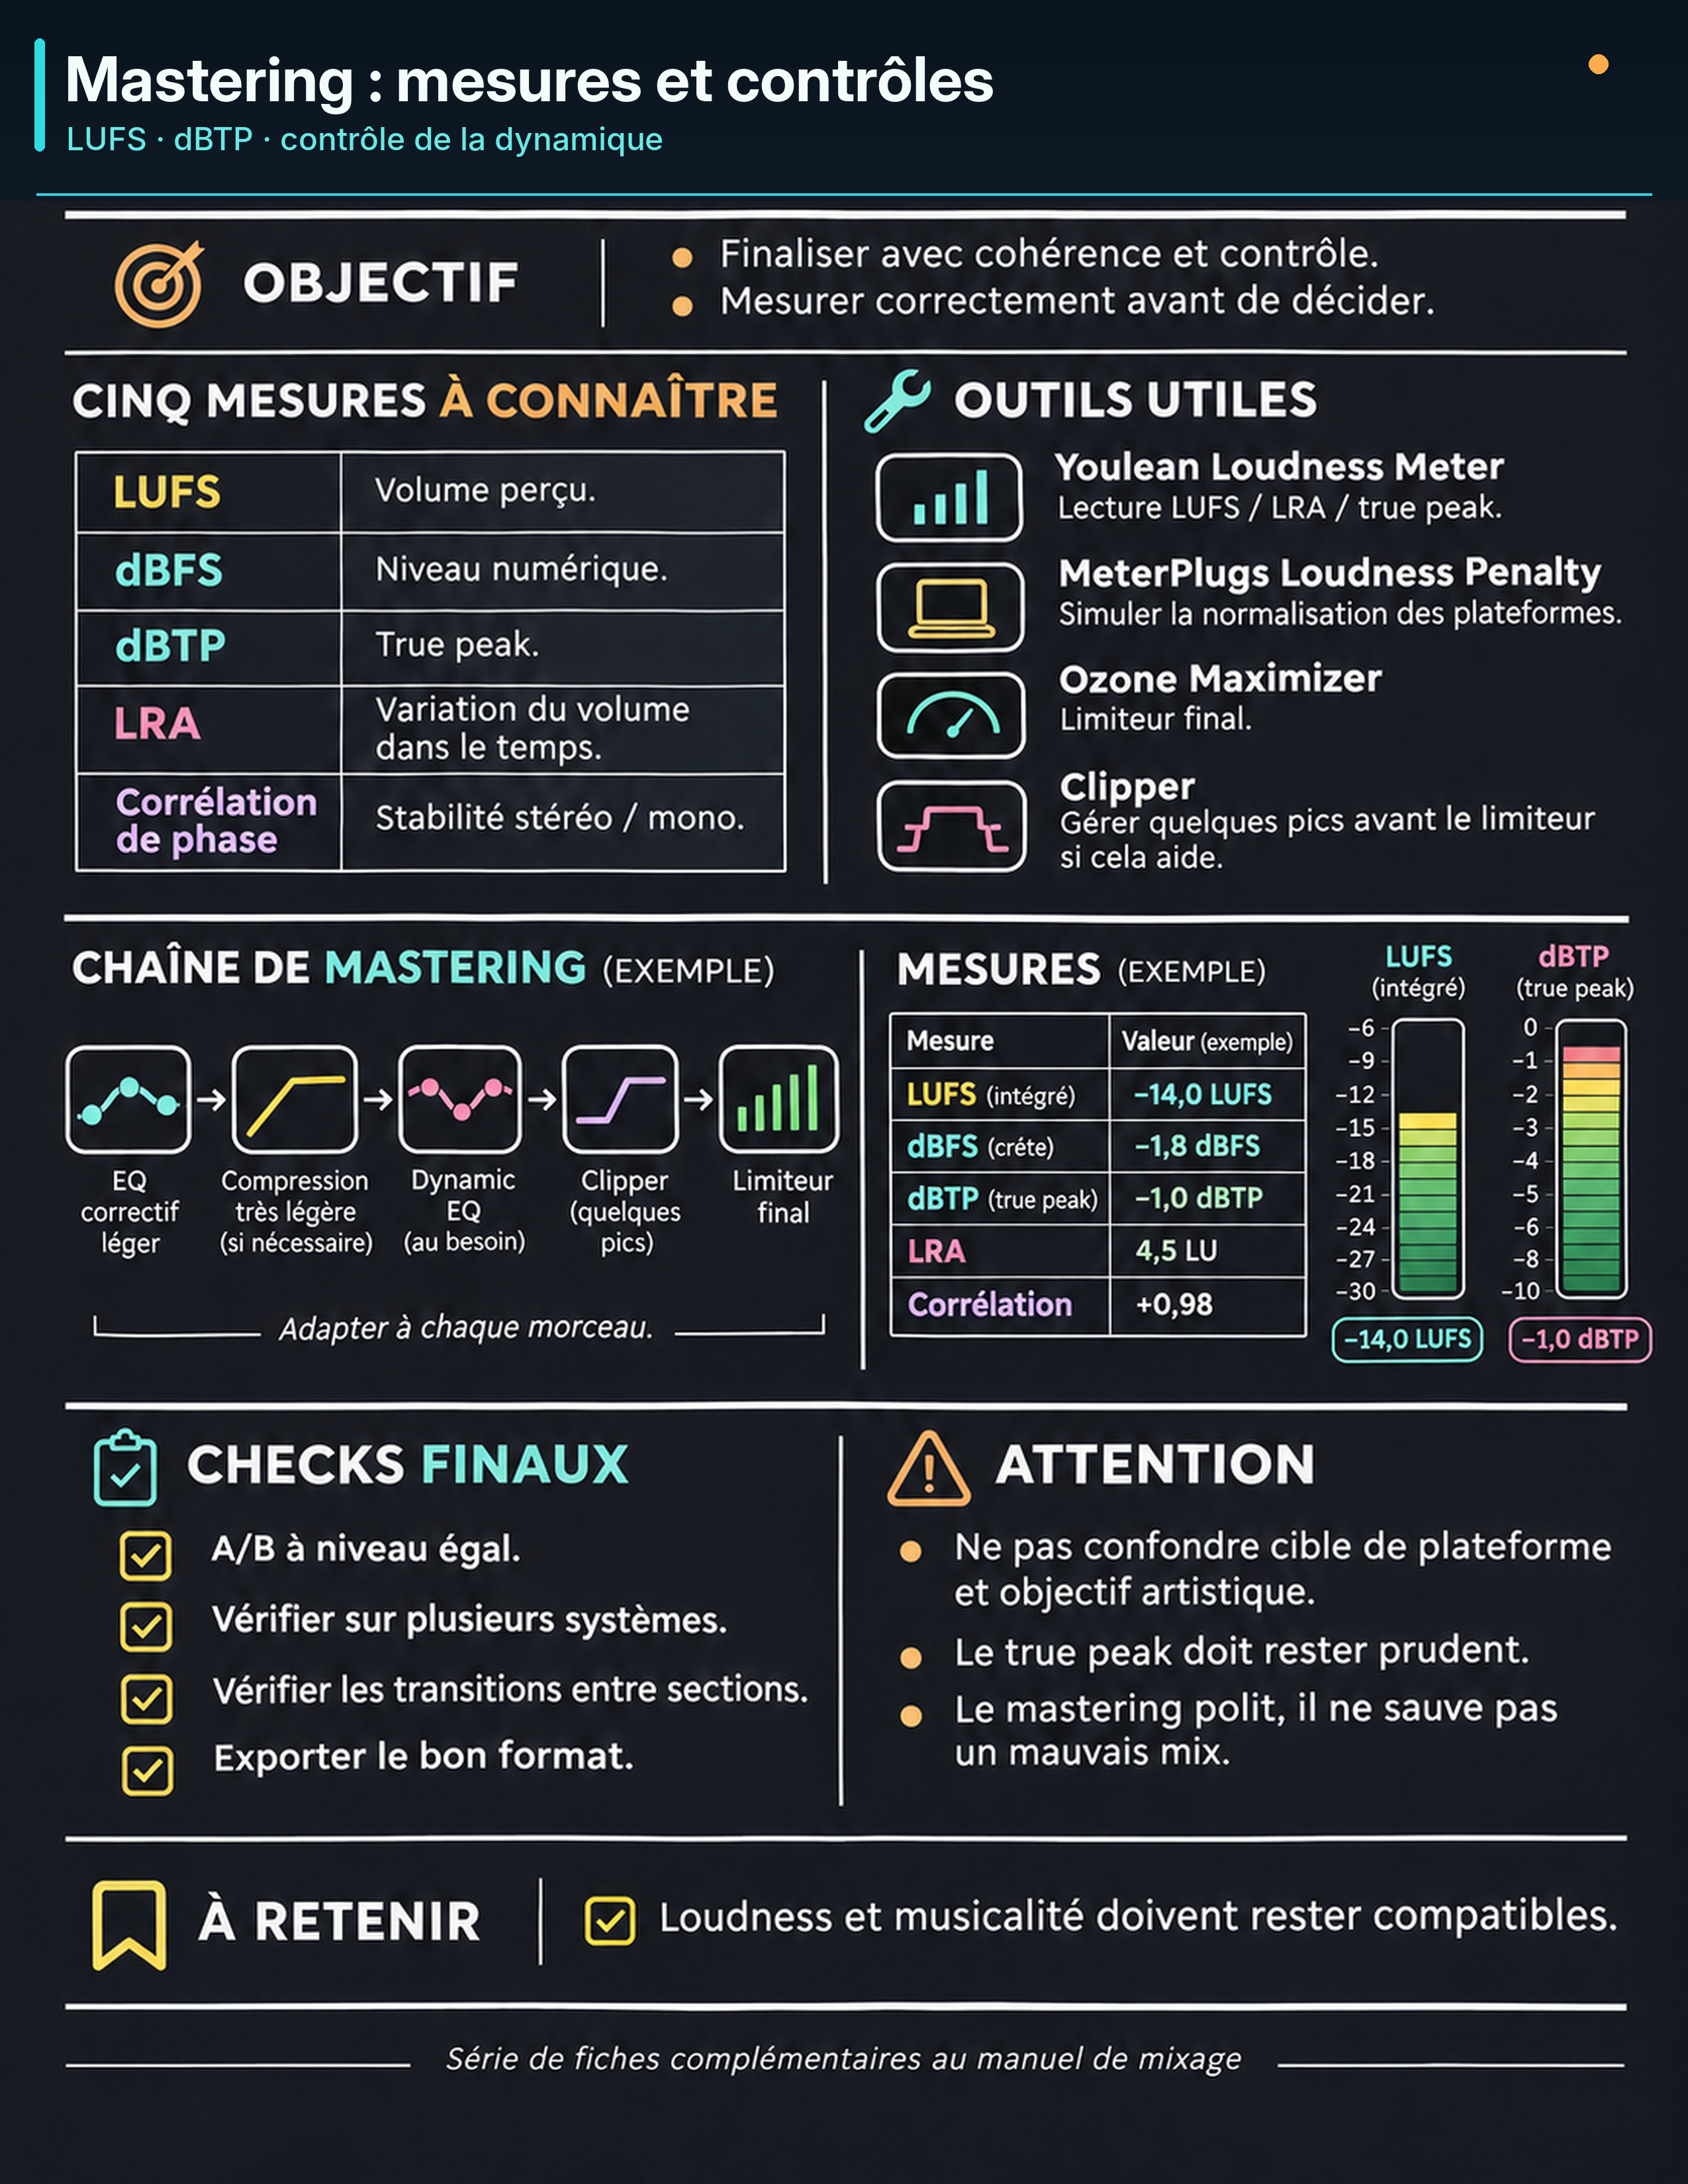 Mastering : mesures et contrôles
LUFS · dBTP · contrôle de la dynamique
OBJECTIF
Finaliser avec cohérence et contrôle.
Mesurer correctement avant de décider.
CINQ MESURES À CONNAÎTRE
LUFS
Volume perçu.
dBFS
Niveau numérique.
dBTP
True peak.
LRA
Variation du volume
dans le temps.
Corrélation
de phase
Stabilité stéréo / mono.
OUTILS UTILES
Youlean Loudness Meter
Lecture LUFS / LRA / true peak.
MeterPlugs Loudness Penalty
Simuler la normalisation des plateformes.
Ozone Maximizer
Limiteur final.
Clipper
Gérer quelques pics avant le limiteur
si cela aide.
CHAÎNE DE MASTERING (EXEMPLE)
EQ
correctif
léger
Compression
très légère
(si nécessaire)
Dynamic
EQ
(au besoin)
Clipper
(quelques
pics)
Limiteur
final
Adapter à chaque morceau.
MESURES (EXEMPLE)
Mesure
Valeur (exemple)
LUFS (intégré)
−14,0 LUFS
dBFS (créte)
−1,8 dBFS
dBTP (true peak)
−1,0 dBTP
LRA
4,5 LU
Corrélation
+0,98
LUFS
(intégré)
−6
−9
−12
−15
−18
−21
−24
−27
−30
−14,0 LUFS
dBTP
(true peak)
0
−1
−2
−3
−4
−5
−6
−8
−10
−1,0 dBTP
CHECKS FINAUX
A/B à niveau égal.
Vérifier sur plusieurs systèmes.
Vérifier les transitions entre sections.
Exporter le bon format.
ATTENTION
Ne pas confondre cible de plateforme
et objectif artistique.
Le true peak doit rester prudent.
Le mastering polit, il ne sauve pas
un mauvais mix.
À RETENIR
Loudness et musicalité doivent rester compatibles.
Série de fiches complémentaires au manuel de mixage